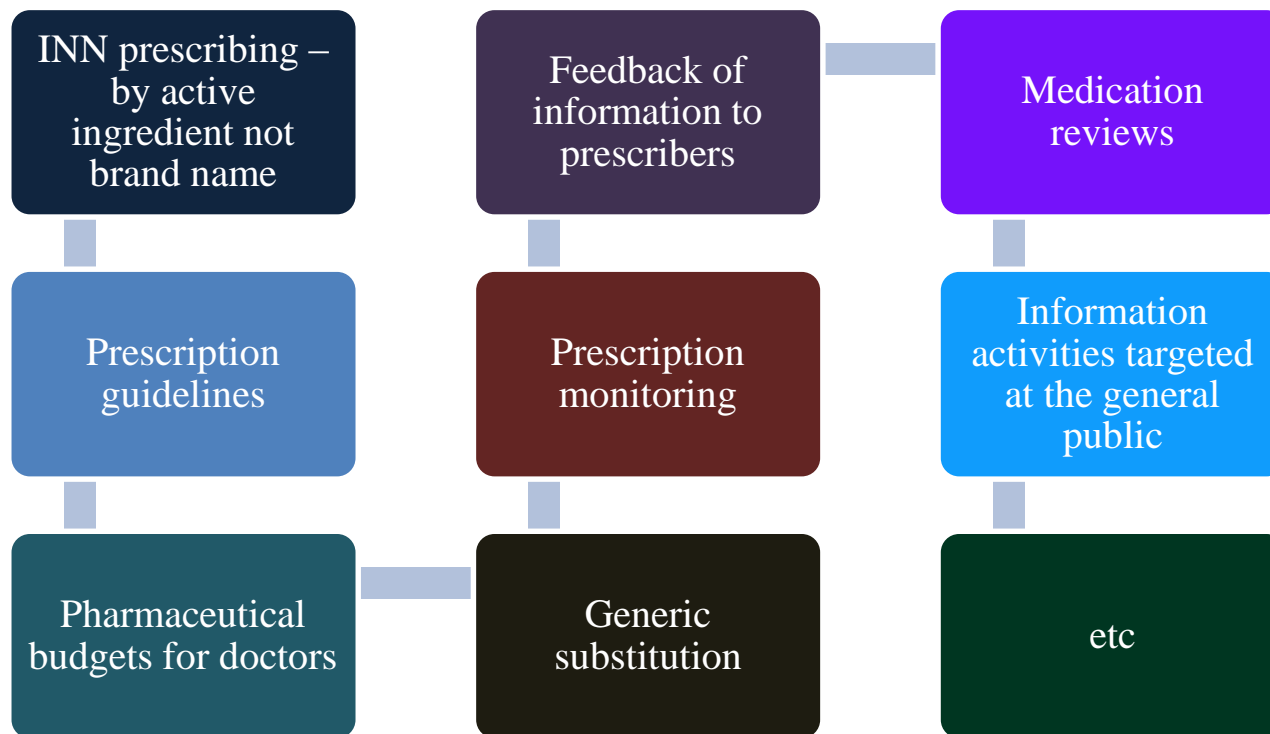 INN prescribing –
by active
ingredient not
brand name
Prescription
guidelines
Pharmaceutical
budgets for doctors
Generic
substitution
Prescription
monitoring
Feedback of
information to
prescribers
Medication
reviews
Information
activities targeted
at the general
public
etc